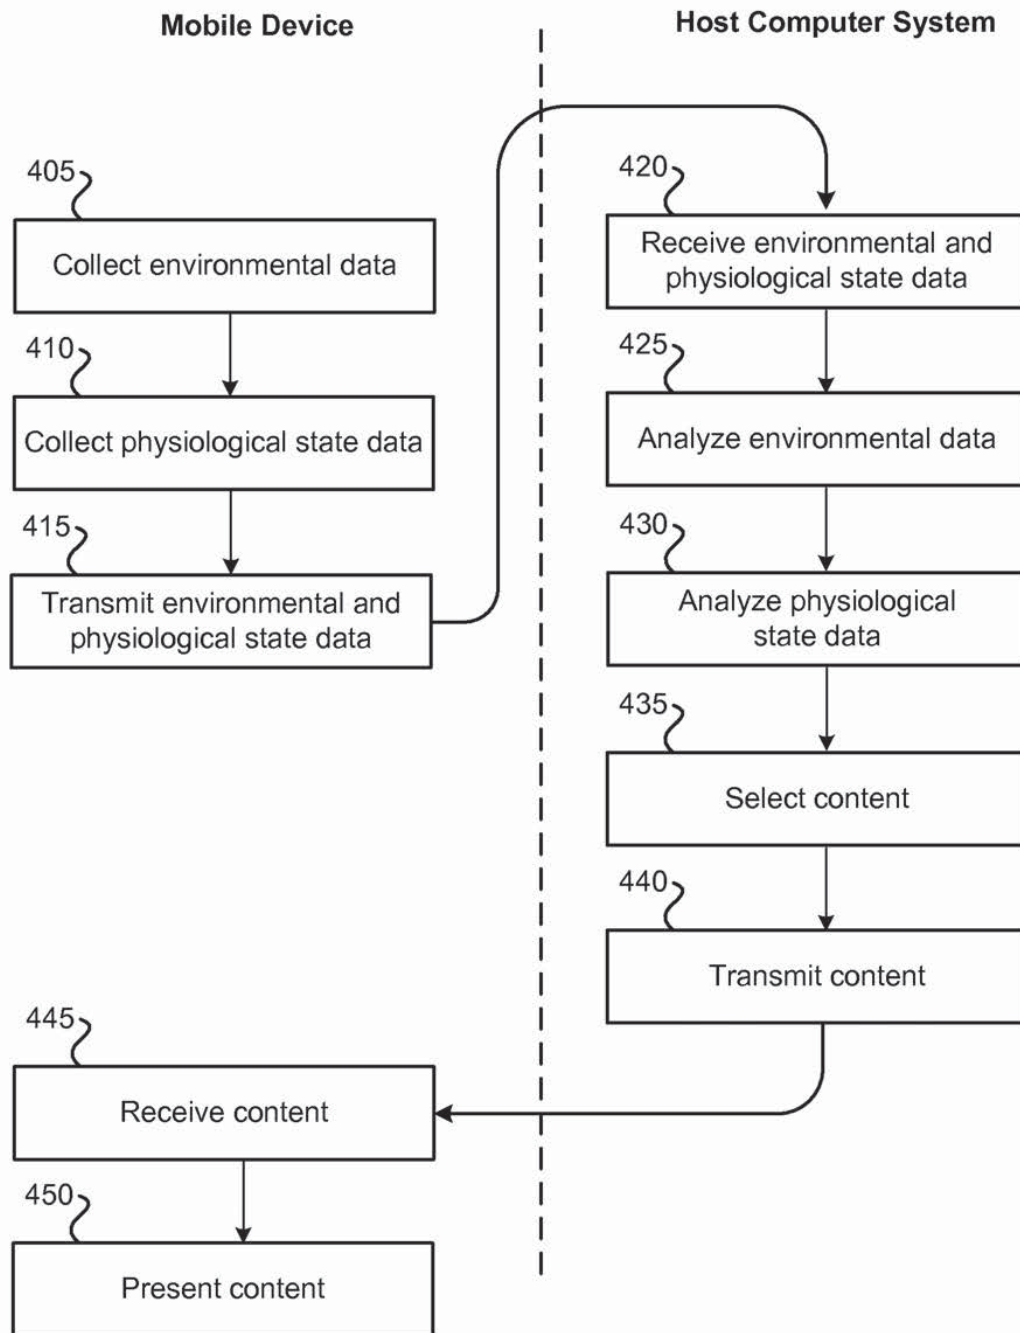 Mobile Device
Host Computer System
405
Collect environmental data
410
Collect physiological state data
415
Transmit environmental and
physiological state data
420
Receive environmental and
physiological state data
425
Analyze environmental data
430
Analyze physiological
state data
435
Select content
440
Transmit content
445
Receive content
450
Present content